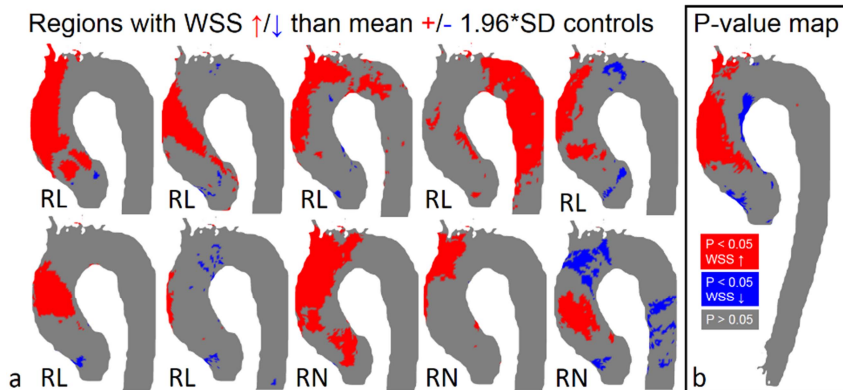 Regions with WSS ↑/↓ than mean +/- 1.96*SD controls
P-value map
RL RL RL RL RL
P < 0.05
WSS ↑
P < 0.05
WSS ↓
P > 0.05
RL RL RN RN RN
a b